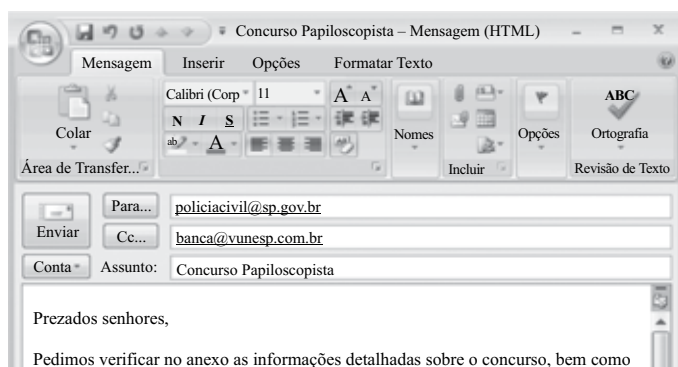 Concurso Papiloscopista – Mensagem (HTML)
Mensagem Inserir Opções Formatar Texto
Calibri (Corp 11 A A
N I S
ab A
Colar
Nomes
Opções
ABC
Ortografia
Área de Transfer... Incluir Revisão de Texto
Enviar
Para... policiacivil@sp.gov.br
Cc... banca@vunesp.com.br
Conta Assunto: Concurso Papiloscopista
Prezados senhores,
Pedimos verificar no anexo as informações detalhadas sobre o concurso, bem como